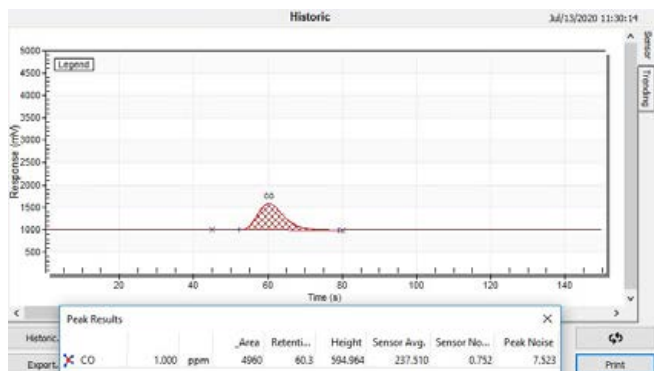 Historic Jul/13/2020 11:30:14
Sensor
Trending
Legend
Response (mV)
5000
4500
4000
3500
3000
2500
2000
1500
1000
500
CO
20 40 60 80 100 120 140
Time (s)
Peak Results
_Area Retenti... Height Sensor Avg. Sensor No... Peak Noise
CO 1.000 ppm 4960 60.3 594.964 237.510 0.752 7.523
Historic.
Export.
Print